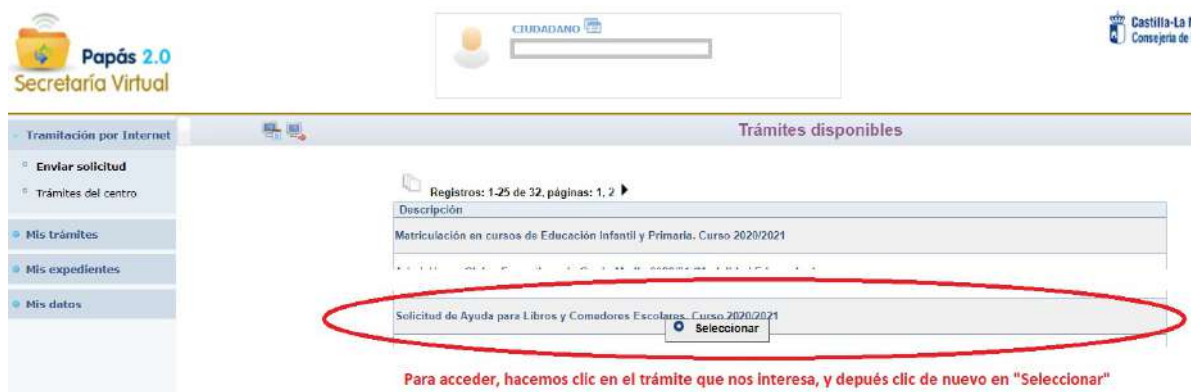 Papás 2.0
Secretaría Virtual
CIUDADANO
Castilla-La
Consejería de
Tramitación por Internet
Enviar solicitud
Trámites del centro
Mis trámites
Mis expedientes
Mis datos
Trámites disponibles
Registros: 1-25 de 32, páginas: 1, 2
Descripción
Matriculación en cursos de Educación Infantil y Primaria. Curso 2020/2021
Solicitud de Ayuda para Libros y Comedores Escolares. Curso 2020/2021
Seleccionar
Para acceder, hacemos clic en el trámite que nos interesa, y depués clic de nuevo en "Seleccionar"